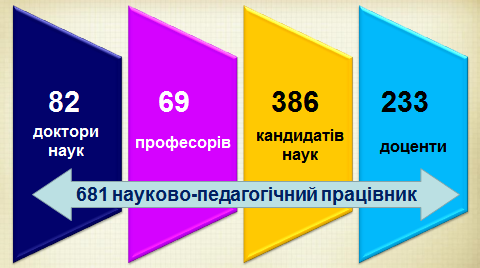 82
доктори
наук
69
професорів
386
кандидатів
наук
233
доценти
681 науково-педагогічний працівник